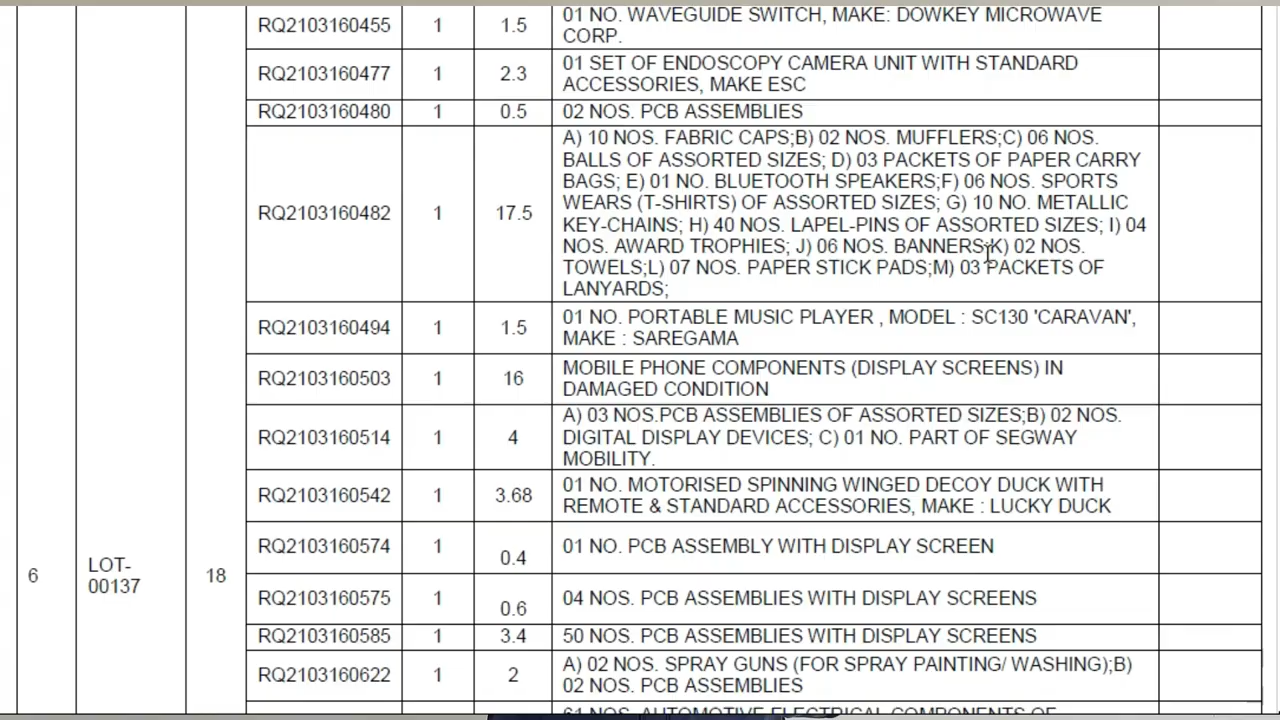 RQ2103160455 1 1.5 01 NO. WAVEGUIDE SWITCH, MAKE: DOWKEY MICROWAVE
CORP.
RQ2103160477 1 2.3 01 SET OF ENDOSCOPY CAMERA UNIT WITH STANDARD
ACCESSORIES, MAKE ESC
RQ2103160480 1 0.5 02 NOS. PCB ASSEMBLIES
RQ2103160482 1 17.5 A) 10 NOS. FABRIC CAPS;B) 02 NOS. MUFFLERS;C) 06 NOS.
BALLS OF ASSORTED SIZES; D) 03 PACKETS OF PAPER CARRY
BAGS; E) 01 NO. BLUETOOTH SPEAKERS;F) 06 NOS. SPORTS
WEARS (T-SHIRTS) OF ASSORTED SIZES; G) 10 NO. METALLIC
KEY-CHAINS; H) 40 NOS. LAPEL-PINS OF ASSORTED SIZES; I) 04
NOS. AWARD TROPHIES; J) 06 NOS. BANNERS;K) 02 NOS.
TOWELS;L) 07 NOS. PAPER STICK PADS;M) 03 PACKETS OF
LANYARDS;
RQ2103160494 1 1.5 01 NO. PORTABLE MUSIC PLAYER , MODEL : SC130 'CARAVAN',
MAKE : SAREGAMA
RQ2103160503 1 16 MOBILE PHONE COMPONENTS (DISPLAY SCREENS) IN
DAMAGED CONDITION
RQ2103160514 1 4 A) 03 NOS.PCB ASSEMBLIES OF ASSORTED SIZES;B) 02 NOS.
DIGITAL DISPLAY DEVICES; C) 01 NO. PART OF SEGWAY
MOBILITY.
RQ2103160542 1 3.68 01 NO. MOTORISED SPINNING WINGED DECOY DUCK WITH
REMOTE & STANDARD ACCESSORIES, MAKE : LUCKY DUCK
RQ2103160574 1 0.4 01 NO. PCB ASSEMBLY WITH DISPLAY SCREEN
6 LOT-
00137 18
RQ2103160575 1 0.6 04 NOS. PCB ASSEMBLIES WITH DISPLAY SCREENS
RQ2103160585 1 3.4 50 NOS. PCB ASSEMBLIES WITH DISPLAY SCREENS
RQ2103160622 1 2 A) 02 NOS. SPRAY GUNS (FOR SPRAY PAINTING/ WASHING);B)
02 NOS. PCB ASSEMBLIES
61 NOS. AUTOMOTIVE ELECTRICAL COMPONENTS OF